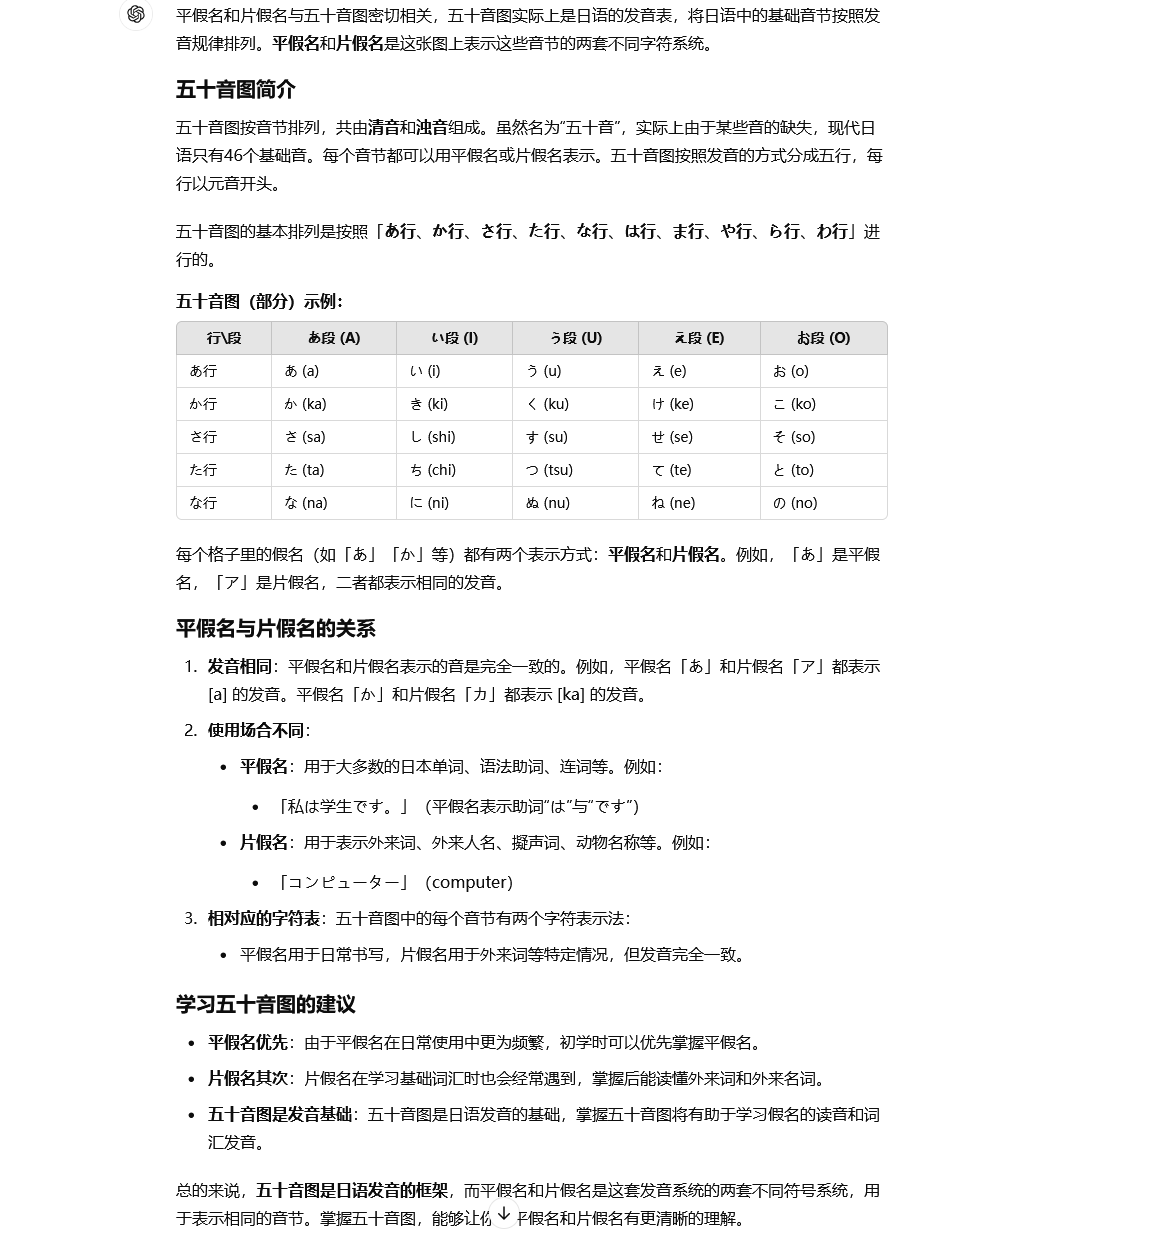 平假名和片假名与五十音图密切相关，五十音图实际上是日语的发音表，将日语中的基础音节按照发
音规律排列。平假名和片假名是这张图上表示这些音节的两套不同字符系统。
五十音图简介
五十音图按音节排列，共由清音和浊音组成。虽然名为“五十音”，实际上由于某些音的缺失，现代日
语只有46个基础音。每个音节都可以用平假名或片假名表示。五十音图按照发音的方式分成五行，每
行以元音开头。
五十音图的基本排列是按照「あ行、か行、さ行、た行、な行、は行、ま行、や行、ら行、わ行」进
行的。
五十音图（部分）示例：
行\段 あ段 (A) い段 (I) う段 (U) え段 (E) お段 (O)
あ行 あ (a) い (i) う (u) え (e) お (o)
か行 か (ka) き (ki) く (ku) け (ke) こ (ko)
さ行 さ (sa) し (shi) す (su) せ (se) そ (so)
た行 た (ta) ち (chi) つ (tsu) て (te) と (to)
な行 な (na) に (ni) ぬ (nu) ね (ne) の (no)
每个格子里的假名（如「あ」「か」等）都有两个表示方式：平假名和片假名。例如，「あ」是平假
名，「ア」是片假名，二者都表示相同的发音。
平假名与片假名的关系
1. 发音相同：平假名和片假名表示的音是完全一致的。例如，平假名「あ」和片假名「ア」都表示
[a] 的发音。平假名「か」和片假名「カ」都表示 [ka] 的发音。
2. 使用场合不同：
• 平假名：用于大多数的日本单词、语法助词、连词等。例如：
• 「私は学生です。」（平假名表示助词“は”与“です”）
• 片假名：用于表示外来词、外来人名、擬声词、动物名称等。例如：
• 「コンピューター」（computer）
3. 相对应的字符表：五十音图中的每个音节有两个字符表示法：
• 平假名用于日常书写，片假名用于外来词等特定情况，但发音完全一致。
学习五十音图的建议
• 平假名优先：由于平假名在日常使用中更为频繁，初学时可以优先掌握平假名。
• 片假名其次：片假名在学习基础词汇时也会经常遇到，掌握后能读懂外来词和外来名词。
• 五十音图是发音基础：五十音图是日语发音的基础，掌握五十音图将有助于学习假名的读音和词
汇发音。
总的来说，五十音图是日语发音的框架，而平假名和片假名是这套发音系统的两套不同符号系统，用
于表示相同的音节。掌握五十音图，能够让你 平假名和片假名有更清晰的理解。